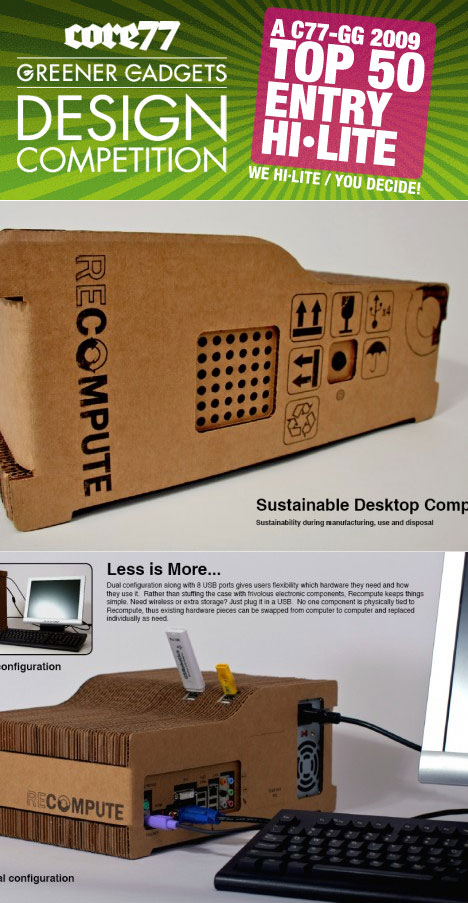 core77
GREENER GADGETS
DESIGN
COMPETITION
A C77-GG 2009
TOP 50
ENTRY
HI•LITE
WE HI-LITE / YOU DECIDE!
RECOMPUTE
x4
Sustainable Desktop Comp
Sustainability during manufacturing, use and disposal
Less is More...
Dual configuration along with 8 USB ports gives users flexibility which hardware they need and how
they use it. Rather than stuffing the case with frivolous electronic components, Recompute keeps things
simple. Need wireless or extra storage? Just plug it in a USB. No one component is physically tied to
Recompute, thus existing hardware pieces can be swapped from computer to computer and replaced
individually as need.
configuration
RECOMPUTE
al configuration